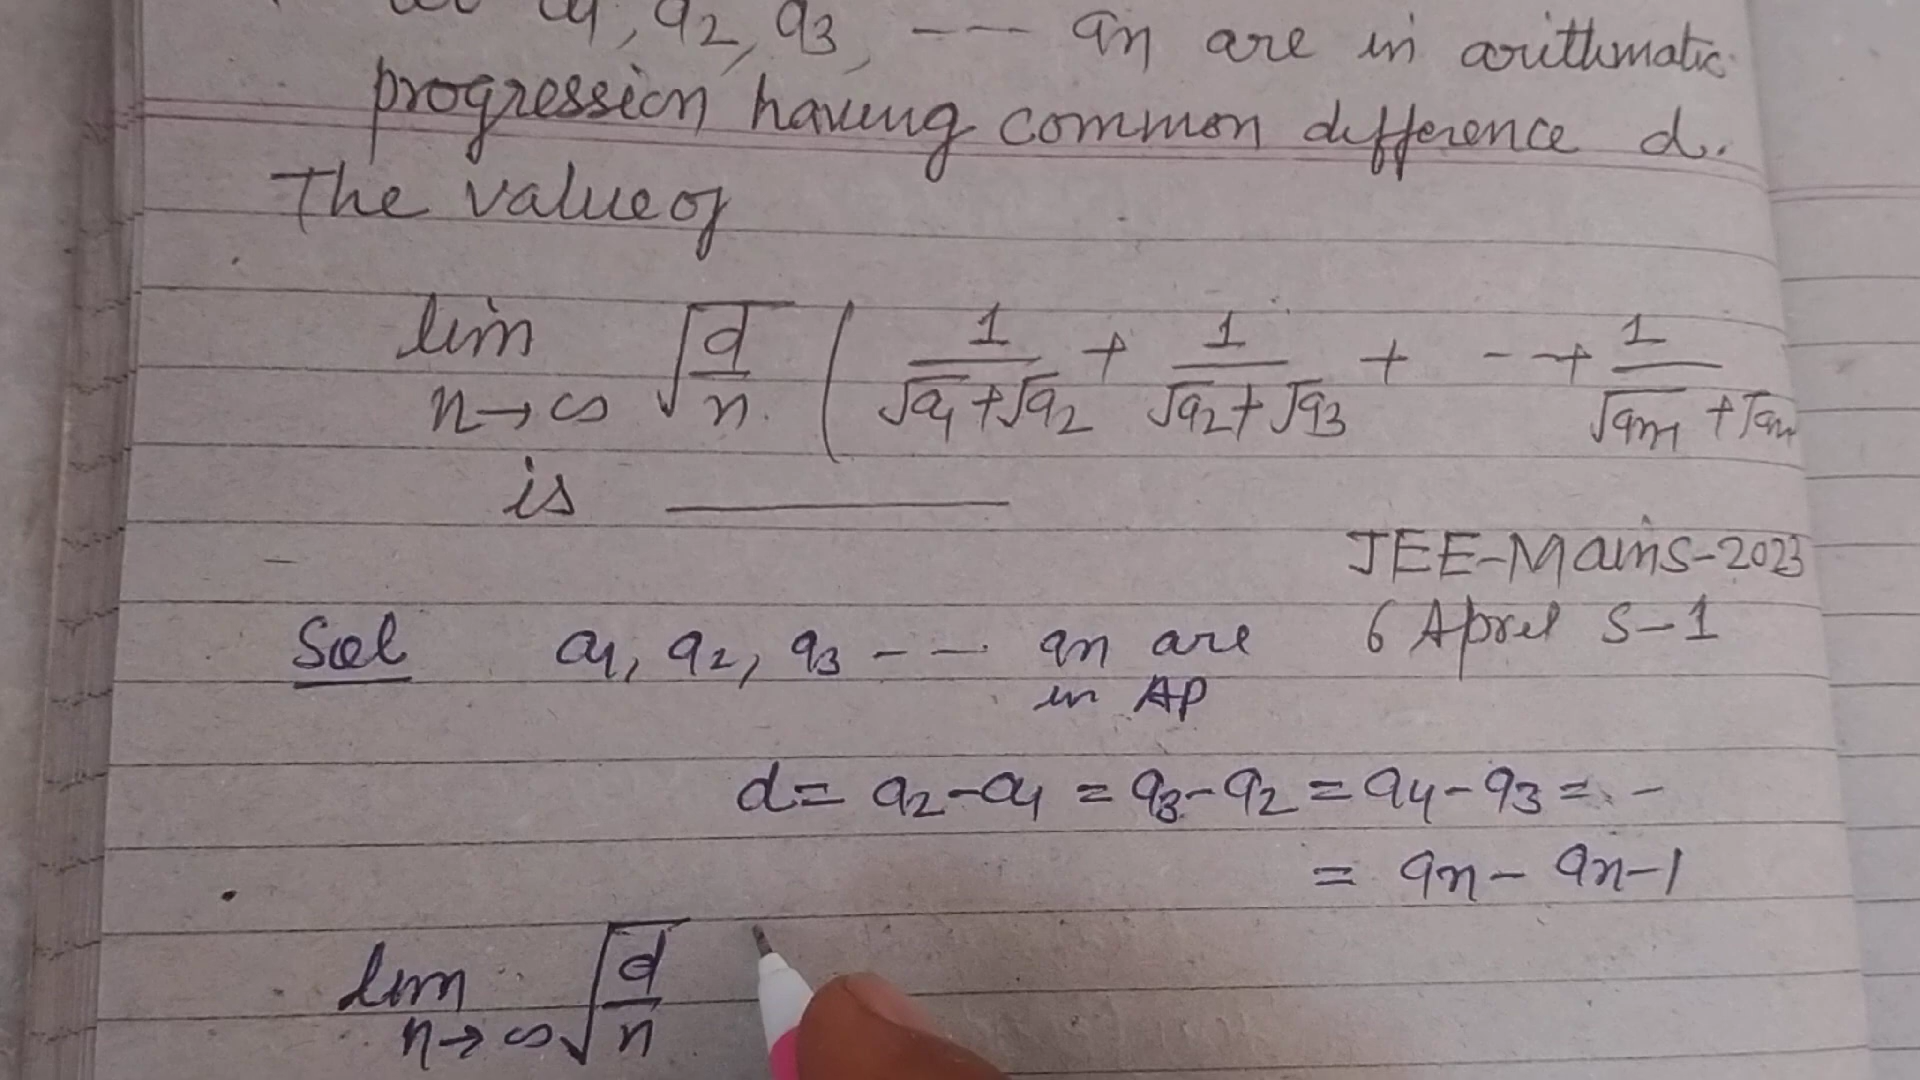 a1, a2, a3, --- an are in arithmatic
progression having common difference d.
The value of
lim n→∞ √(d/n) ( 1/(√a1+√a2) + 1/(√a2+√a3) + --+ 1/(√an-1 +√an
is ______
JEE-Mains-2023
6 April S-1
Sol a1, a2, a3 --- an are
in AP
d = a2-a1 = a3-a2 = a4-a3 = --
= an - an-1
lim n→∞ √(d/n)